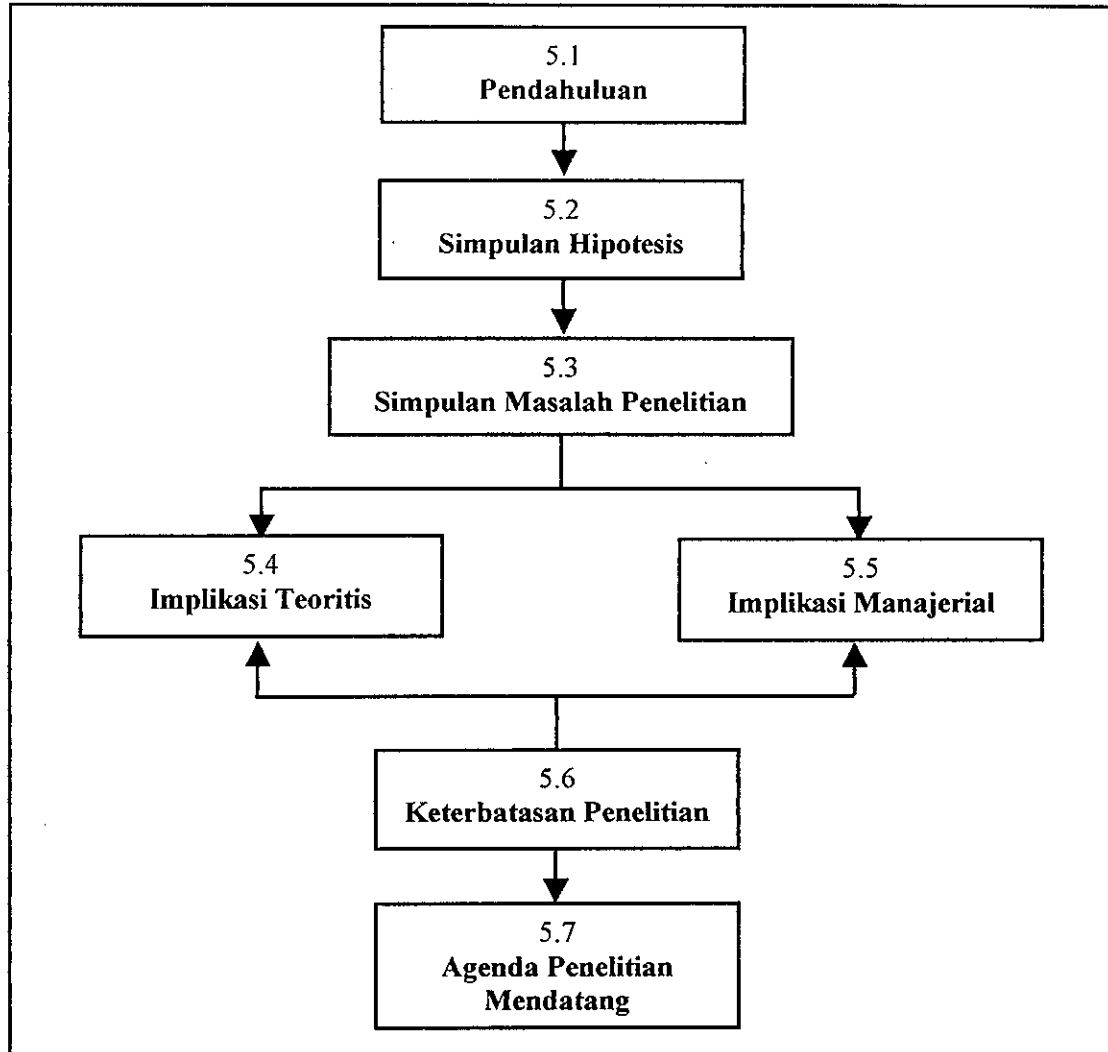 5.1
Pendahuluan
5.2
Simpulan Hipotesis
5.3
Simpulan Masalah Penelitian
5.4
Implikasi Teoritis
5.5
Implikasi Manajerial
5.6
Keterbatasan Penelitian
5.7
Agenda Penelitian
Mendatang